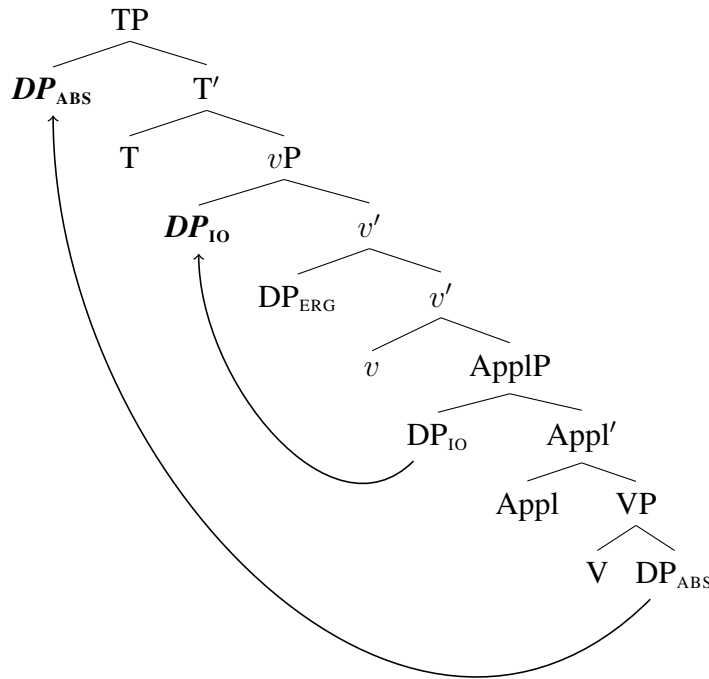 TP
DP_ABS T′
T vP
DP_IO v′
DP_ERG v′
v ApplP
DP_IO Appl′
Appl VP
V DP_ABS